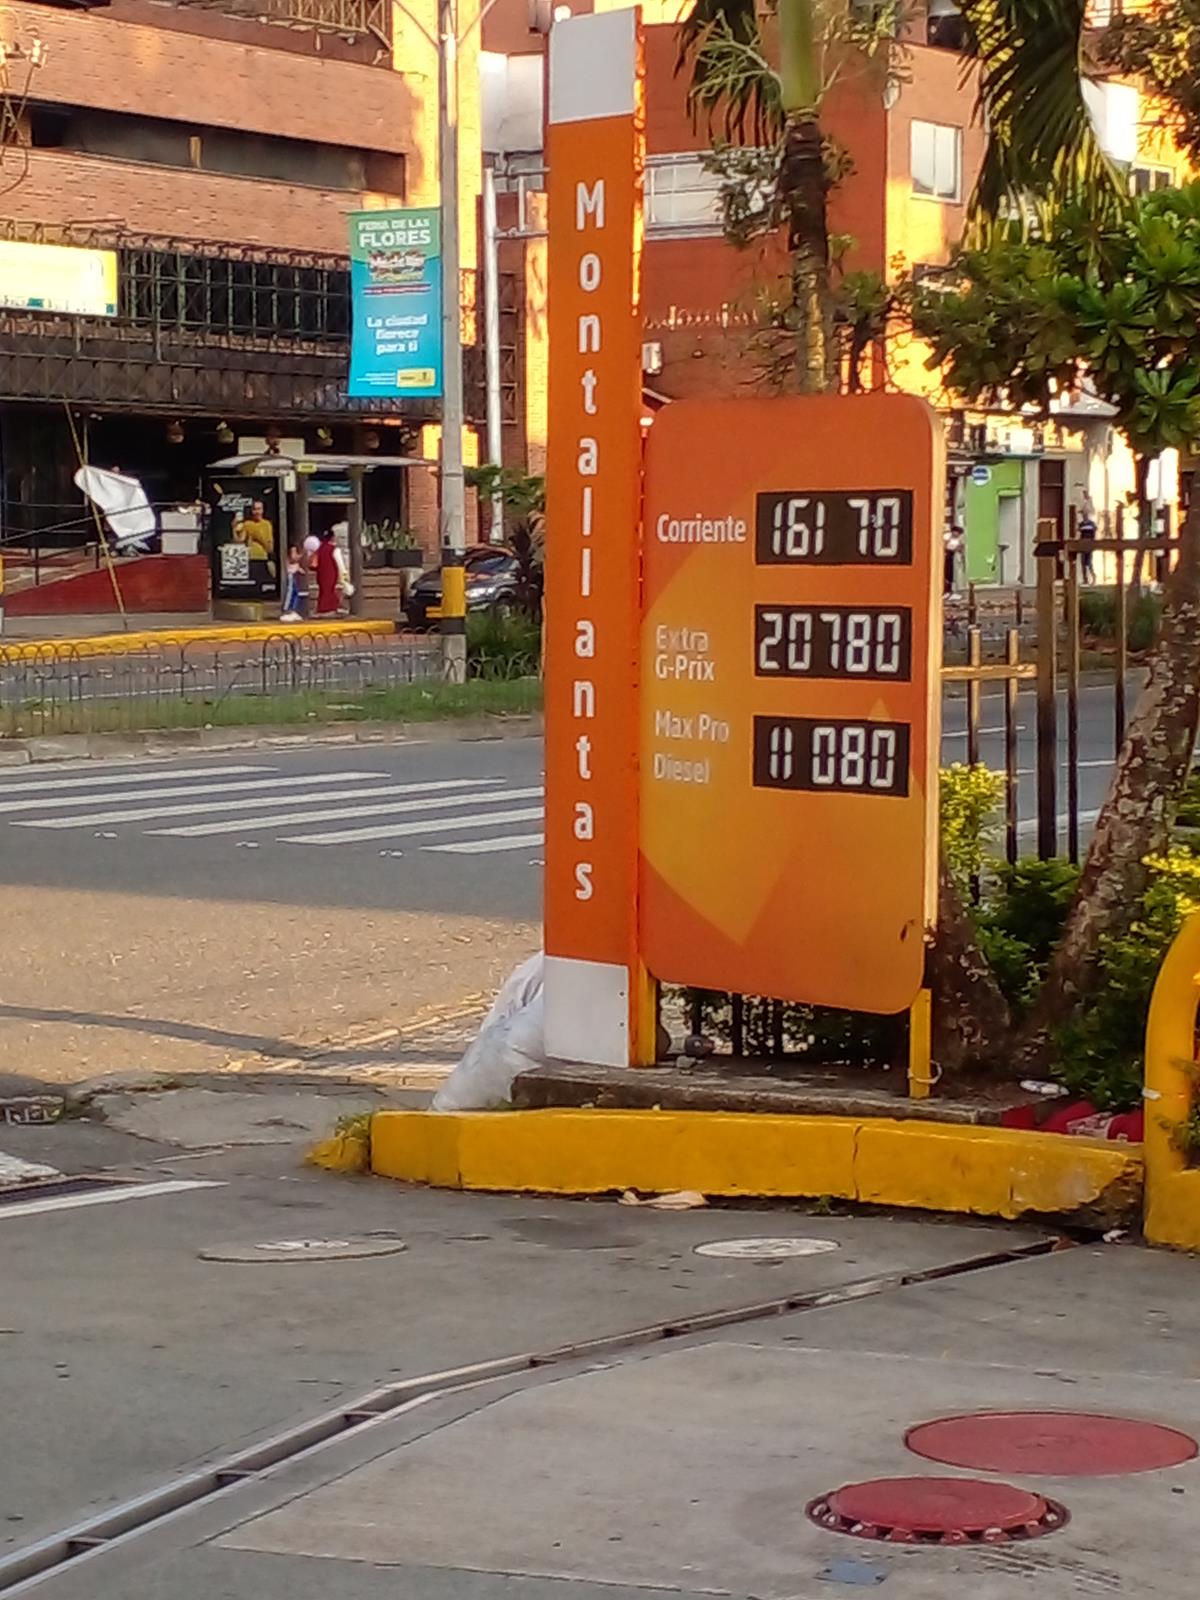 FERIA DE LAS
FLORES
Medellín
La ciudad
florece
para ti
Montallantas
Corriente 16170
Extra
G-Prix 20780
Max Pro
Diesel 11080